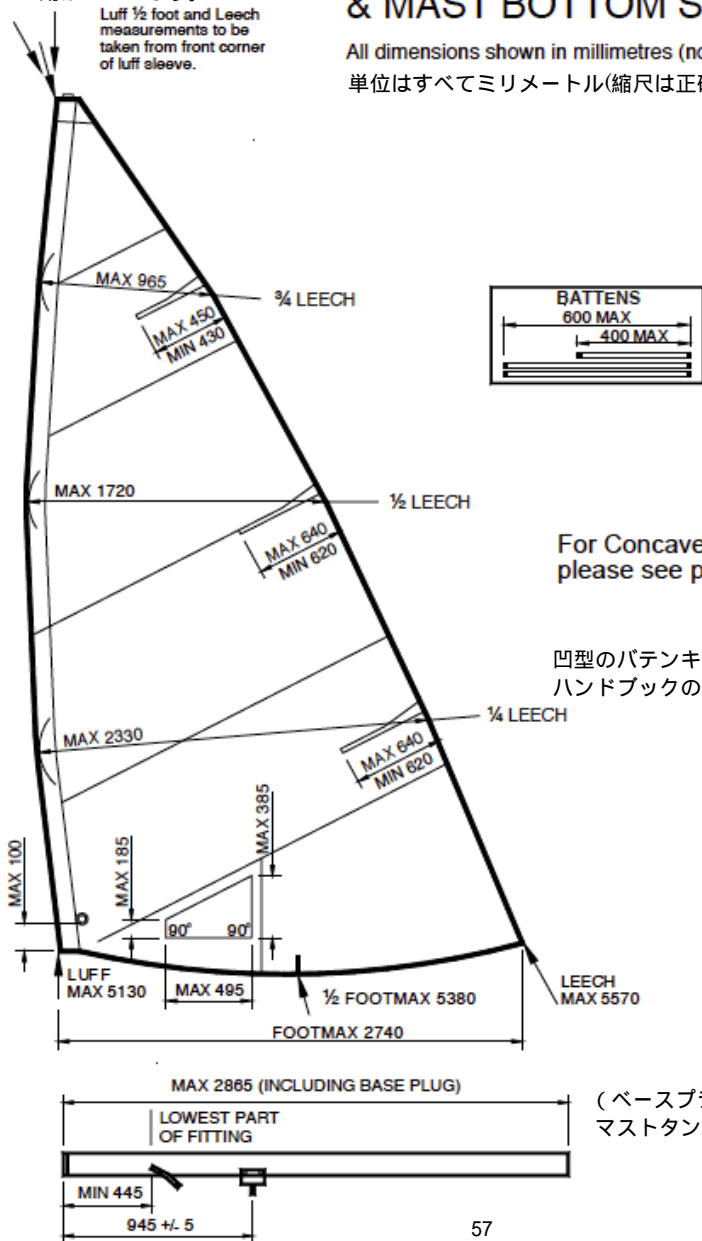 Luff ½ foot and Leech
measurements to be
taken from front corner
of luff sleeve.
& MAST BOTTOM S
All dimensions shown in millimetres (no
単位はすべてミリメートル(縮尺は正確
MAX 965
¾ LEECH
MAX 450
MIN 430
BATTENS
600 MAX
400 MAX
MAX 1720
½ LEECH
MAX 640
MIN 620
For Concave
please see p
凹型のバテンキ
ハンドブックの
¼ LEECH
MAX 2330
MAX 640
MIN 620
MAX 100
MAX 185
MAX 385
90°
90°
LUFF
MAX 5130
MAX 495
½ FOOTMAX 5380
LEECH
MAX 5570
FOOTMAX 2740
MAX 2865 (INCLUDING BASE PLUG)
(ベースプラ
マストタン
LOWEST PART
OF FITTING
MIN 445
945 +/- 5
57